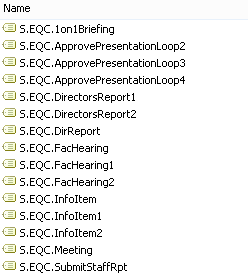 Name
S.EQC.1on1Briefing
S.EQC.ApprovePresentationLoop2
S.EQC.ApprovePresentationLoop3
S.EQC.ApprovePresentationLoop4
S.EQC.DirectorsReport1
S.EQC.DirectorsReport2
S.EQC.DirReport
S.EQC.FacHearing
S.EQC.FacHearing1
S.EQC.FacHearing2
S.EQC.InfoItem
S.EQC.InfoItem1
S.EQC.InfoItem2
S.EQC.Meeting
S.EQC.SubmitStaffRpt